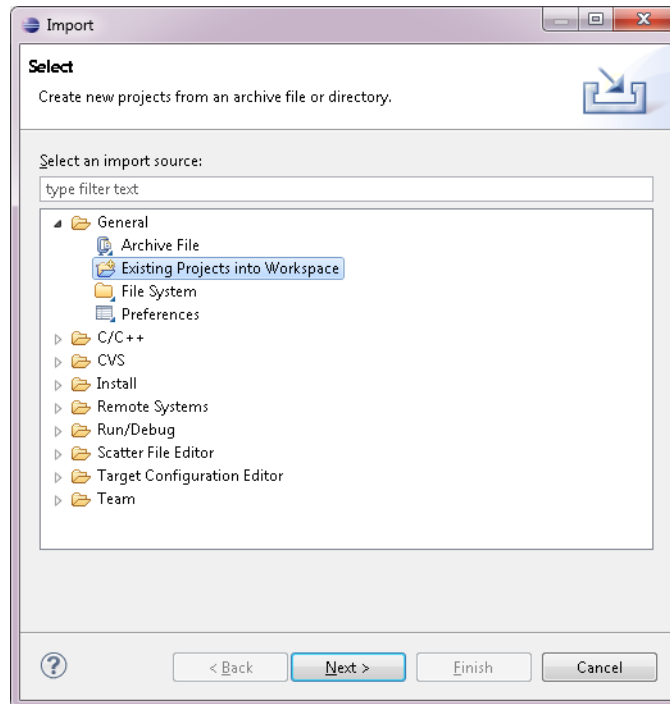 Import
Select
Create new projects from an archive file or directory.
Select an import source:
type filter text
General
Archive File
Existing Projects into Workspace
File System
Preferences
C/C++
CVS
Install
Remote Systems
Run/Debug
Scatter File Editor
Target Configuration Editor
Team
? < Back Next > Finish Cancel